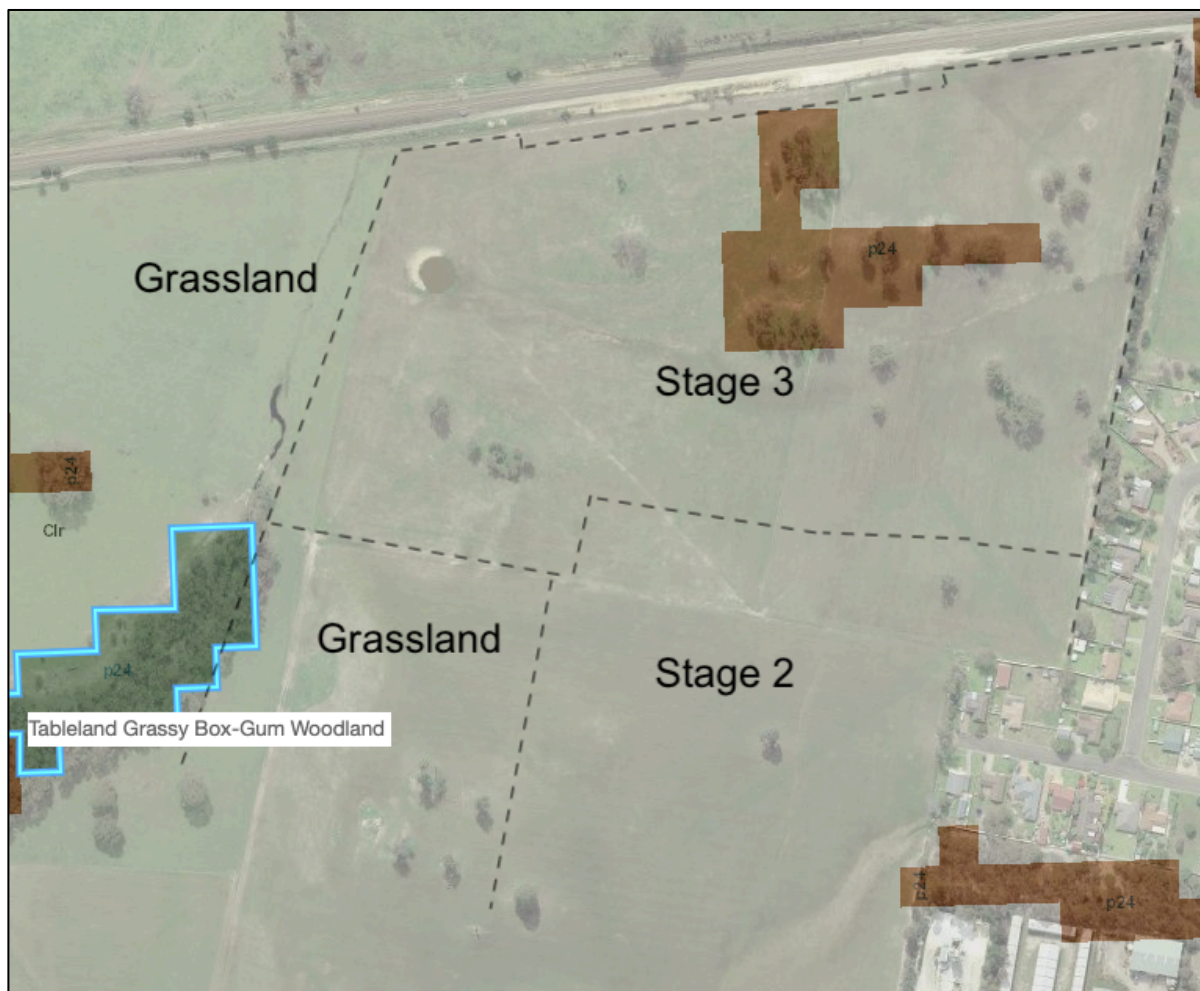 Grassland
p24
Stage 3
p24
Clr
Grassland
p24
Stage 2
Tableland Grassy Box-Gum Woodland
p24
p24